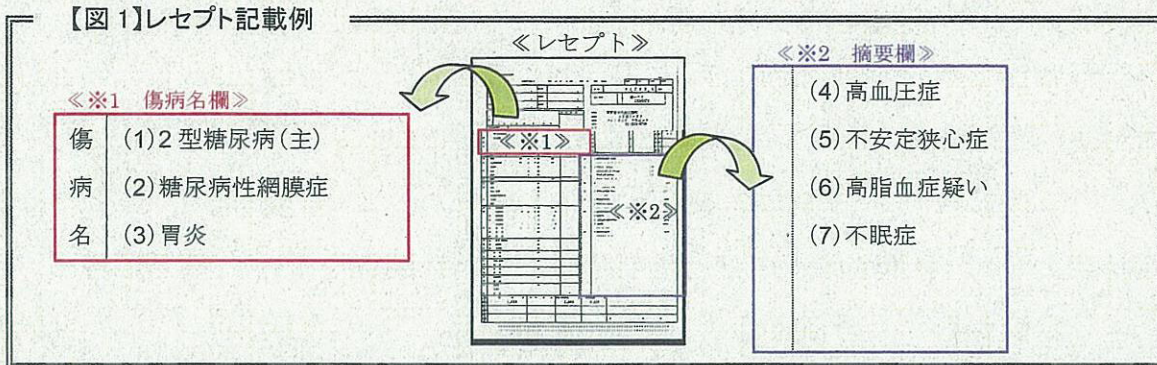 【図1】レセプト記載例
≪レセプト≫
≪※1 傷病名欄≫
傷 (1)2型糖尿病(主)
病 (2)糖尿病性網膜症
名 (3)胃炎
≪※1≫
≪※2≫
≪※2 摘要欄≫
(4)高血圧症
(5)不安定狭心症
(6)高脂血症疑い
(7)不眠症